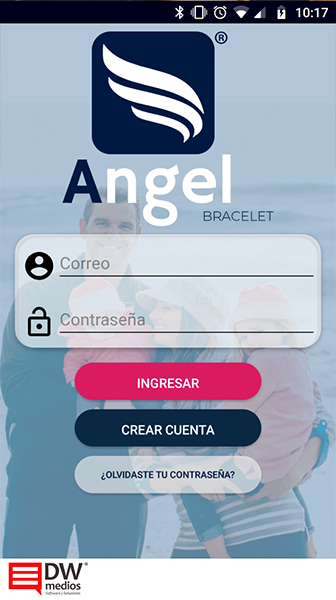 10:17
®
Angel
BRACELET
Correo
Contraseña
INGRESAR
CREAR CUENTA
¿OLVIDASTE TU CONTRASEÑA?
DW®
medios
Software y Soluciones